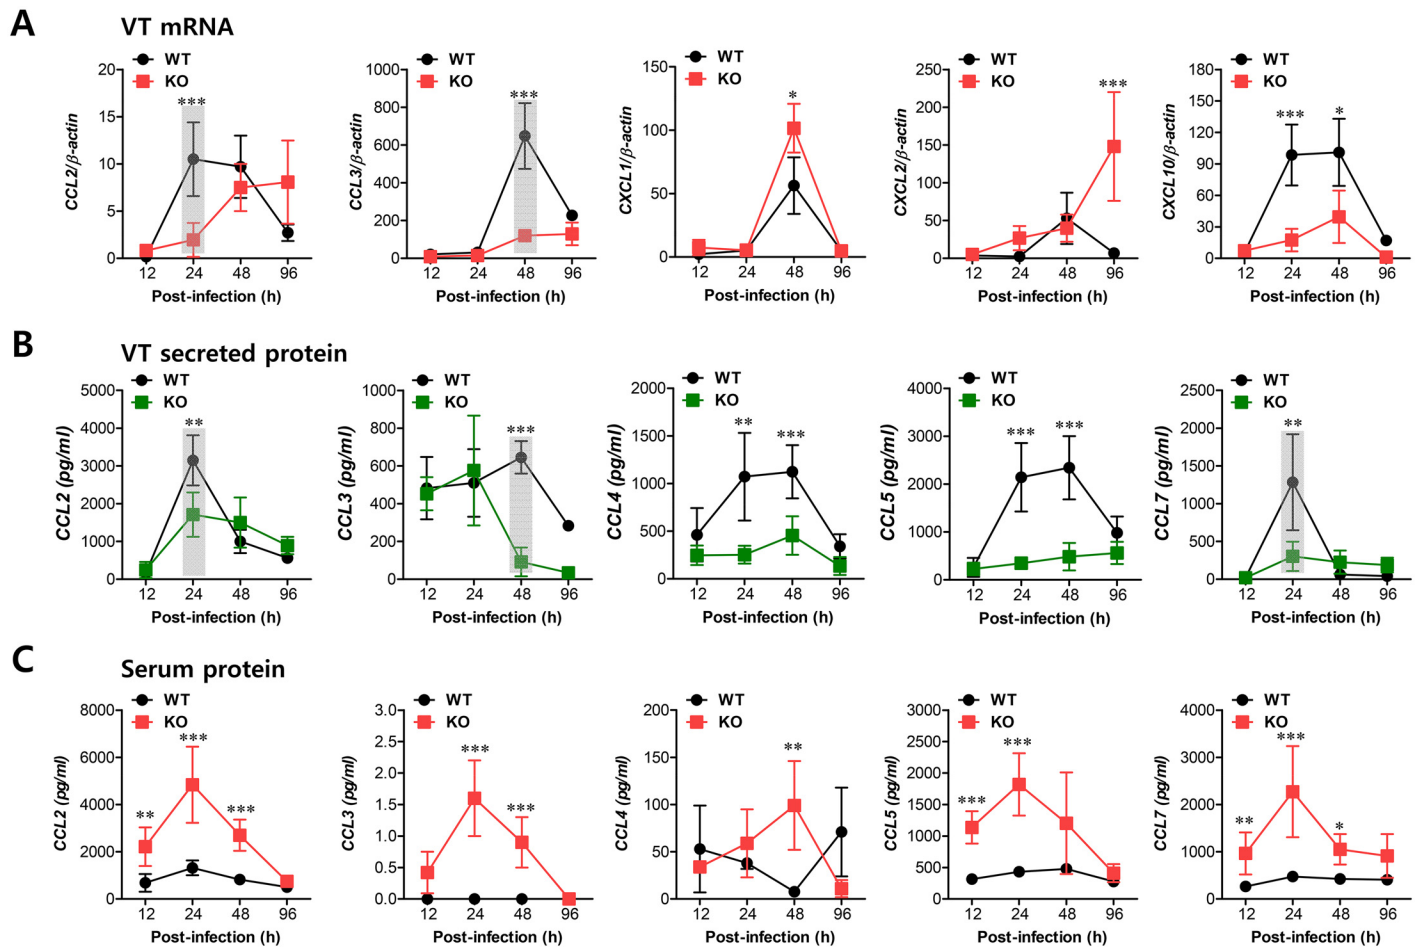 A VT mRNA
WT
KO
CCL2/β-actin
20
15
10
5
0
***
12 24 48 96
Post-infection (h)
WT
KO
CCL3/β-actin
1000
800
600
400
200
0
***
12 24 48 96
Post-infection (h)
WT
KO
CXCL1/β-actin
150
100
50
0
*
12 24 48 96
Post-infection (h)
WT
KO
CXCL2/β-actin
250
200
150
100
50
0
***
12 24 48 96
Post-infection (h)
WT
KO
CXCL10/β-actin
180
150
120
90
60
30
0
*** *
12 24 48 96
Post-infection (h)
B VT secreted protein
WT
KO
CCL2 (pg/ml)
5000
4000
3000
2000
1000
0
**
12 24 48 96
Post-infection (h)
WT
KO
CCL3 (pg/ml)
1000
800
600
400
200
0
***
12 24 48 96
Post-infection (h)
WT
KO
CCL4 (pg/ml)
2000
1500
1000
500
0
** ***
12 24 48 96
Post-infection (h)
WT
KO
CCL5 (pg/ml)
4000
3000
2000
1000
0
*** ***
12 24 48 96
Post-infection (h)
WT
KO
CCL7 (pg/ml)
2500
2000
1500
1000
500
0
**
12 24 48 96
Post-infection (h)
C Serum protein
WT
KO
CCL2 (pg/ml)
8000
6000
4000
2000
0
** *** ***
12 24 48 96
Post-infection (h)
WT
KO
CCL3 (pg/ml)
3.0
2.5
2.0
1.5
1.0
0.5
0.0
*** ***
12 24 48 96
Post-infection (h)
WT
KO
CCL4 (pg/ml)
200
150
100
50
0
**
12 24 48 96
Post-infection (h)
WT
KO
CCL5 (pg/ml)
3000
2500
2000
1500
1000
500
0
*** ***
12 24 48 96
Post-infection (h)
WT
KO
CCL7 (pg/ml)
4000
3000
2000
1000
0
** *** *
12 24 48 96
Post-infection (h)